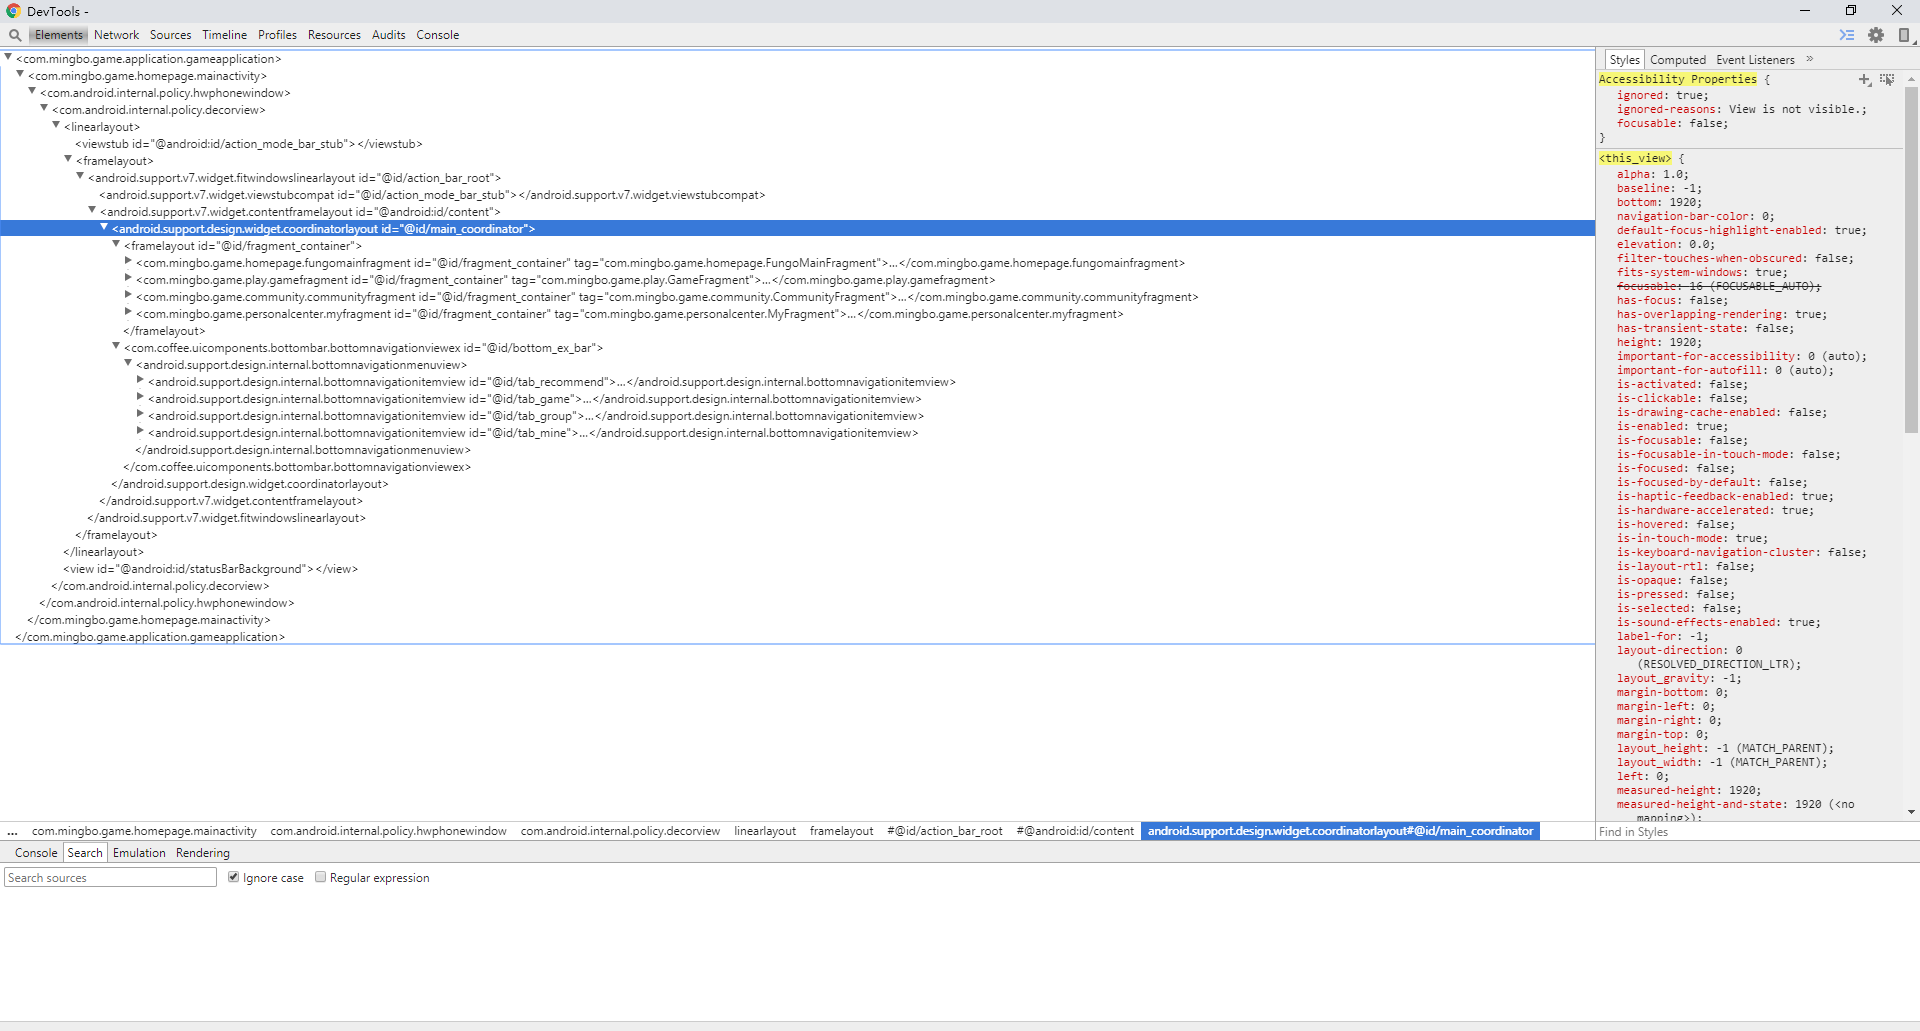 DevTools -
Elements Network Sources Timeline Profiles Resources Audits Console
<com.mingbo.game.application.gameapplication>
<com.mingbo.game.homepage.mainactivity>
<com.android.internal.policy.hwphonewindow>
<com.android.internal.policy.decorview>
<linearlayout>
<viewstub id="@android:id/action_mode_bar_stub"></viewstub>
<framelayout>
<android.support.v7.widget.fitwindowslinearlayout id="@id/action_bar_root">
<android.support.v7.widget.viewstubcompat id="@id/action_mode_bar_stub"></android.support.v7.widget.viewstubcompat>
<android.support.v7.widget.contentframelayout id="@android:id/content">
<android.support.design.widget.coordinatorlayout id="@id/main_coordinator">
<framelayout id="@id/fragment_container">
<com.mingbo.game.homepage.fungomainfragment id="@id/fragment_container" tag="com.mingbo.game.homepage.FungoMainFragment">…</com.mingbo.game.homepage.fungomainfragment>
<com.mingbo.game.play.gamefragment id="@id/fragment_container" tag="com.mingbo.game.play.GameFragment">…</com.mingbo.game.play.gamefragment>
<com.mingbo.game.community.communityfragment id="@id/fragment_container" tag="com.mingbo.game.community.CommunityFragment">…</com.mingbo.game.community.communityfragment>
<com.mingbo.game.personalcenter.myfragment id="@id/fragment_container" tag="com.mingbo.game.personalcenter.MyFragment">…</com.mingbo.game.personalcenter.myfragment>
</framelayout>
<com.coffee.uicomponents.bottombar.bottomnavigationviewex id="@id/bottom_ex_bar">
<android.support.design.internal.bottomnavigationmenuview>
<android.support.design.internal.bottomnavigationitemview id="@id/tab_recommend">…</android.support.design.internal.bottomnavigationitemview>
<android.support.design.internal.bottomnavigationitemview id="@id/tab_game">…</android.support.design.internal.bottomnavigationitemview>
<android.support.design.internal.bottomnavigationitemview id="@id/tab_group">…</android.support.design.internal.bottomnavigationitemview>
<android.support.design.internal.bottomnavigationitemview id="@id/tab_mine">…</android.support.design.internal.bottomnavigationitemview>
</android.support.design.internal.bottomnavigationmenuview>
</com.coffee.uicomponents.bottombar.bottomnavigationviewex>
</android.support.design.widget.coordinatorlayout>
</android.support.v7.widget.contentframelayout>
</android.support.v7.widget.fitwindowslinearlayout>
</framelayout>
</linearlayout>
<view id="@android:id/statusBarBackground"></view>
</com.android.internal.policy.decorview>
</com.android.internal.policy.hwphonewindow>
</com.mingbo.game.homepage.mainactivity>
</com.mingbo.game.application.gameapplication>
... com.mingbo.game.homepage.mainactivity com.android.internal.policy.hwphonewindow com.android.internal.policy.decorview linearlayout framelayout #@id/action_bar_root #@android:id/content android.support.design.widget.coordinatorlayout#@id/main_coordinator
Styles Computed Event Listeners »
Accessibility Properties {
ignored: true;
ignored-reasons: View is not visible.;
focusable: false;
}
<this_view> {
alpha: 1.0;
baseline: -1;
bottom: 1920;
navigation-bar-color: 0;
default-focus-highlight-enabled: true;
elevation: 0.0;
filter-touches-when-obscured: false;
fits-system-windows: true;
focusable: 16 (FOCUSABLE_AUTO);
has-focus: false;
has-overlapping-rendering: true;
has-transient-state: false;
height: 1920;
important-for-accessibility: 0 (auto);
important-for-autofill: 0 (auto);
is-activated: false;
is-clickable: false;
is-drawing-cache-enabled: false;
is-enabled: true;
is-focusable: false;
is-focusable-in-touch-mode: false;
is-focused: false;
is-focused-by-default: false;
is-haptic-feedback-enabled: true;
is-hardware-accelerated: true;
is-hovered: false;
is-in-touch-mode: true;
is-keyboard-navigation-cluster: false;
is-layout-rtl: false;
is-opaque: false;
is-pressed: false;
is-selected: false;
is-sound-effects-enabled: true;
label-for: -1;
layout-direction: 0
(RESOLVED_DIRECTION_LTR);
layout_gravity: -1;
margin-bottom: 0;
margin-left: 0;
margin-right: 0;
margin-top: 0;
layout_height: -1 (MATCH_PARENT);
layout_width: -1 (MATCH_PARENT);
left: 0;
measured-height: 1920;
measured-height-and-state: 1920 (<no
mapping>);
Find in Styles
Console Search Emulation Rendering
Search sources Ignore case Regular expression